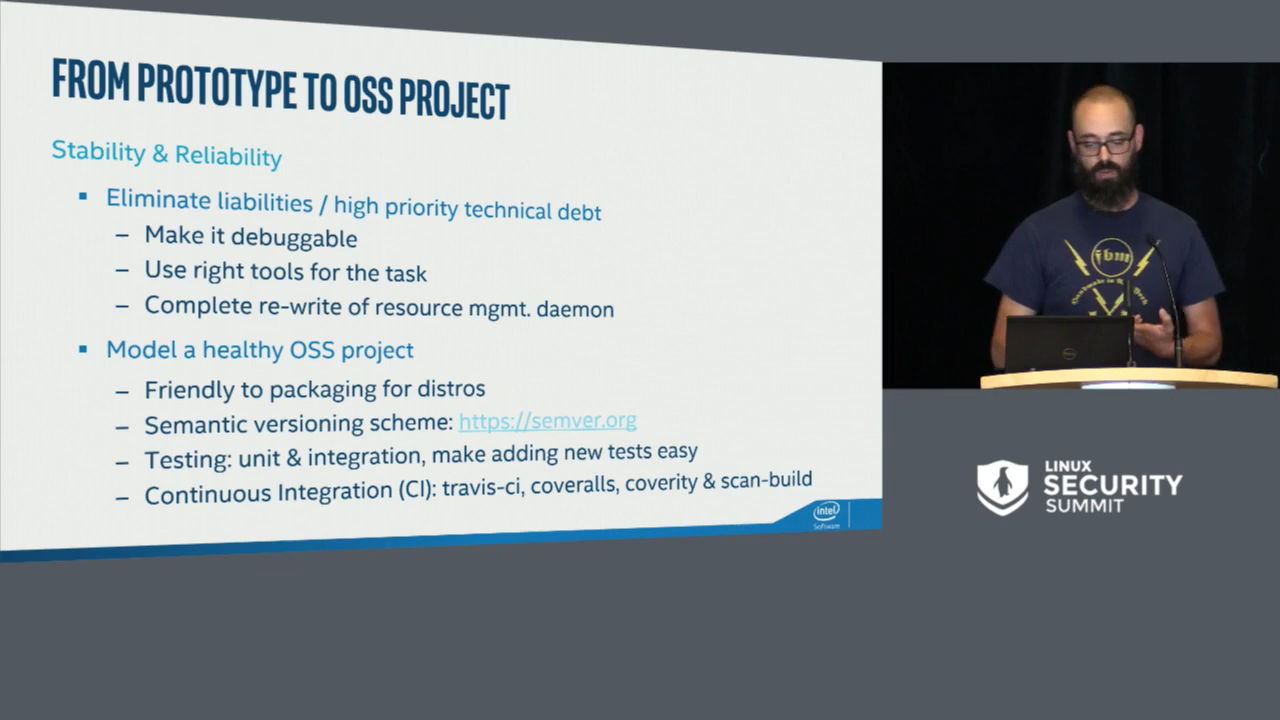 FROM PROTOTYPE TO OSS PROJECT
Stability & Reliability
▪ Eliminate liabilities / high priority technical debt
– Make it debuggable
– Use right tools for the task
– Complete re-write of resource mgmt. daemon
▪ Model a healthy OSS project
– Friendly to packaging for distros
– Semantic versioning scheme: https://semver.org
– Testing: unit & integration, make adding new tests easy
– Continuous Integration (CI): travis-ci, coveralls, coverity & scan-build
intel
Software
fbm
DELL
LINUX
SECURITY
SUMMIT